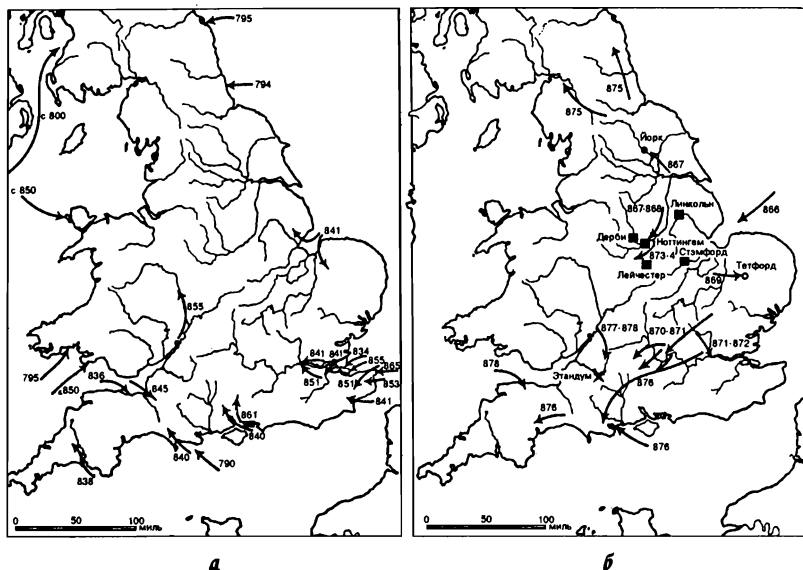 795
794
c 800
c 850
841
855
795
c 850
836
845
841
841
834
855
865
851
851
853
841
861
840
840
790
838
0 50 100
МИЛЬ
а
875
875
Йорк
867
867-868
Линкольн
866
Дерби
Ноттингем
873-4
Стэмфорд
Лейчестер
Тетфорд
869
877-878
870-871
871-872
878
Этандум
876
876
876
0 50 100
МИЛЬ
б